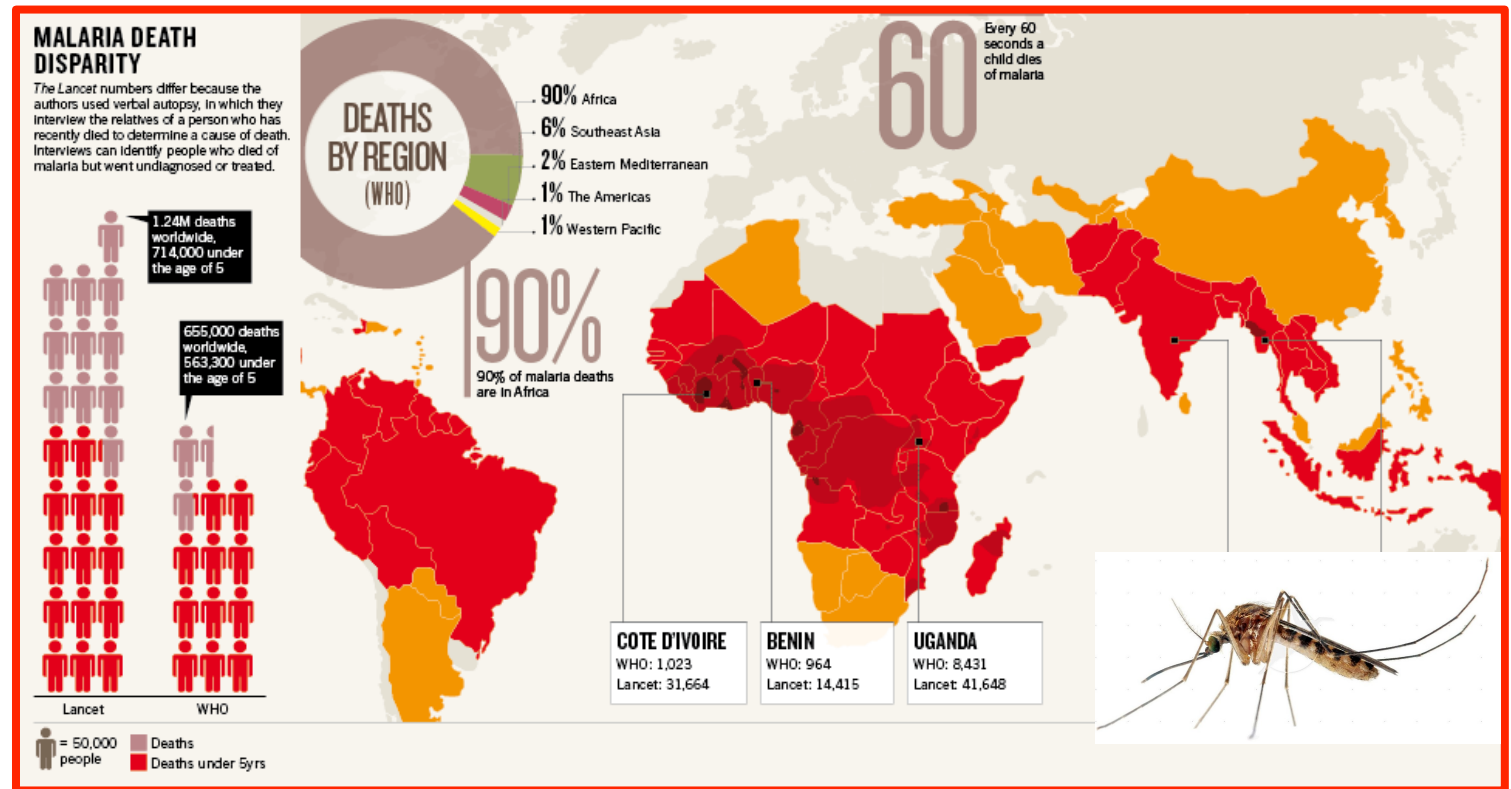 MALARIA DEATH
DISPARITY
The Lancet numbers differ because the
authors used verbal autopsy, in which they
interview the relatives of a person who has
recently died to determine a cause of death.
Interviews can identify people who died of
malaria but went undiagnosed or treated.
1.24M deaths
worldwide,
714,000 under
the age of 5
655,000 deaths
worldwide,
563,300 under
the age of 5
Lancet
WHO
= 50,000
people
Deaths
Deaths under 5yrs
DEATHS
BY REGION
(WHO)
90% Africa
6% Southeast Asia
2% Eastern Mediterranean
1% The Americas
1% Western Pacific
90%
90% of malaria deaths
are in Africa
60
Every 60
seconds a
child dies
of malaria
COTE D'IVOIRE
WHO: 1,023
Lancet: 31,664
BENIN
WHO: 964
Lancet: 14,415
UGANDA
WHO: 8,431
Lancet: 41,648